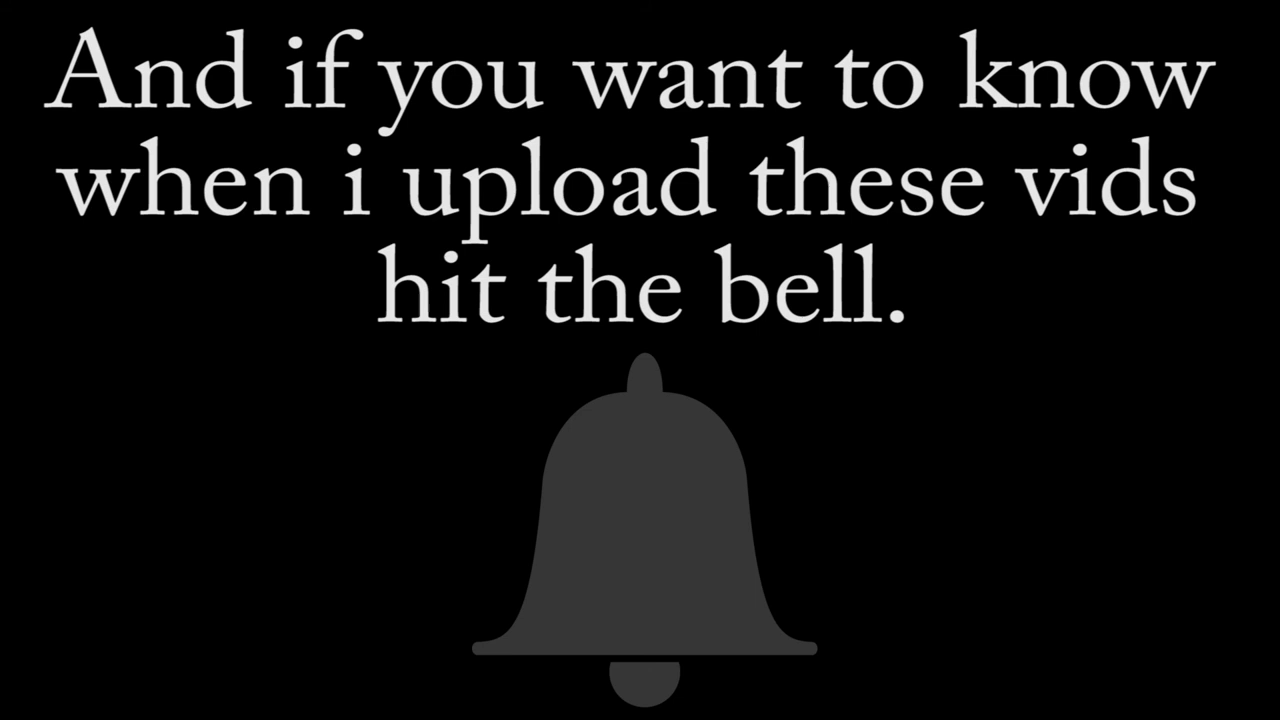 And if you want to know
when i upload these vids
hit the bell.